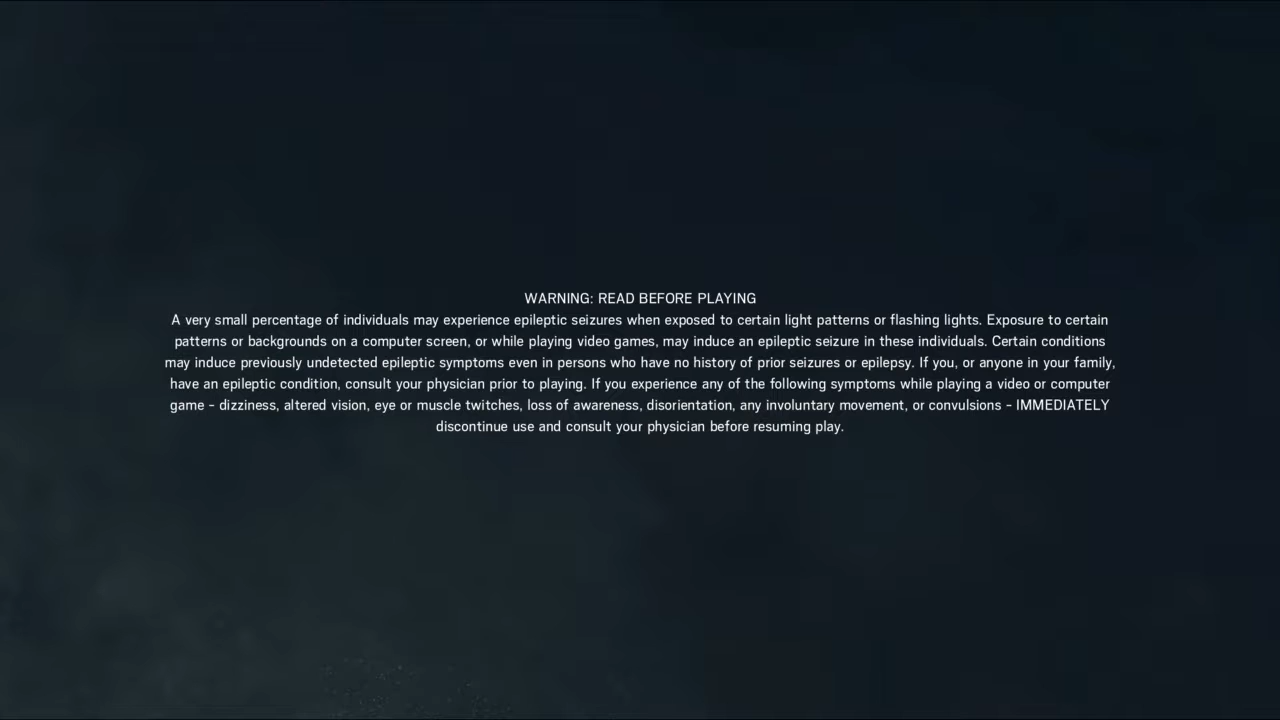 WARNING: READ BEFORE PLAYING
A very small percentage of individuals may experience epileptic seizures when exposed to certain light patterns or flashing lights. Exposure to certain
patterns or backgrounds on a computer screen, or while playing video games, may induce an epileptic seizure in these individuals. Certain conditions
may induce previously undetected epileptic symptoms even in persons who have no history of prior seizures or epilepsy. If you, or anyone in your family,
have an epileptic condition, consult your physician prior to playing. If you experience any of the following symptoms while playing a video or computer
game - dizziness, altered vision, eye or muscle twitches, loss of awareness, disorientation, any involuntary movement, or convulsions - IMMEDIATELY
discontinue use and consult your physician before resuming play.